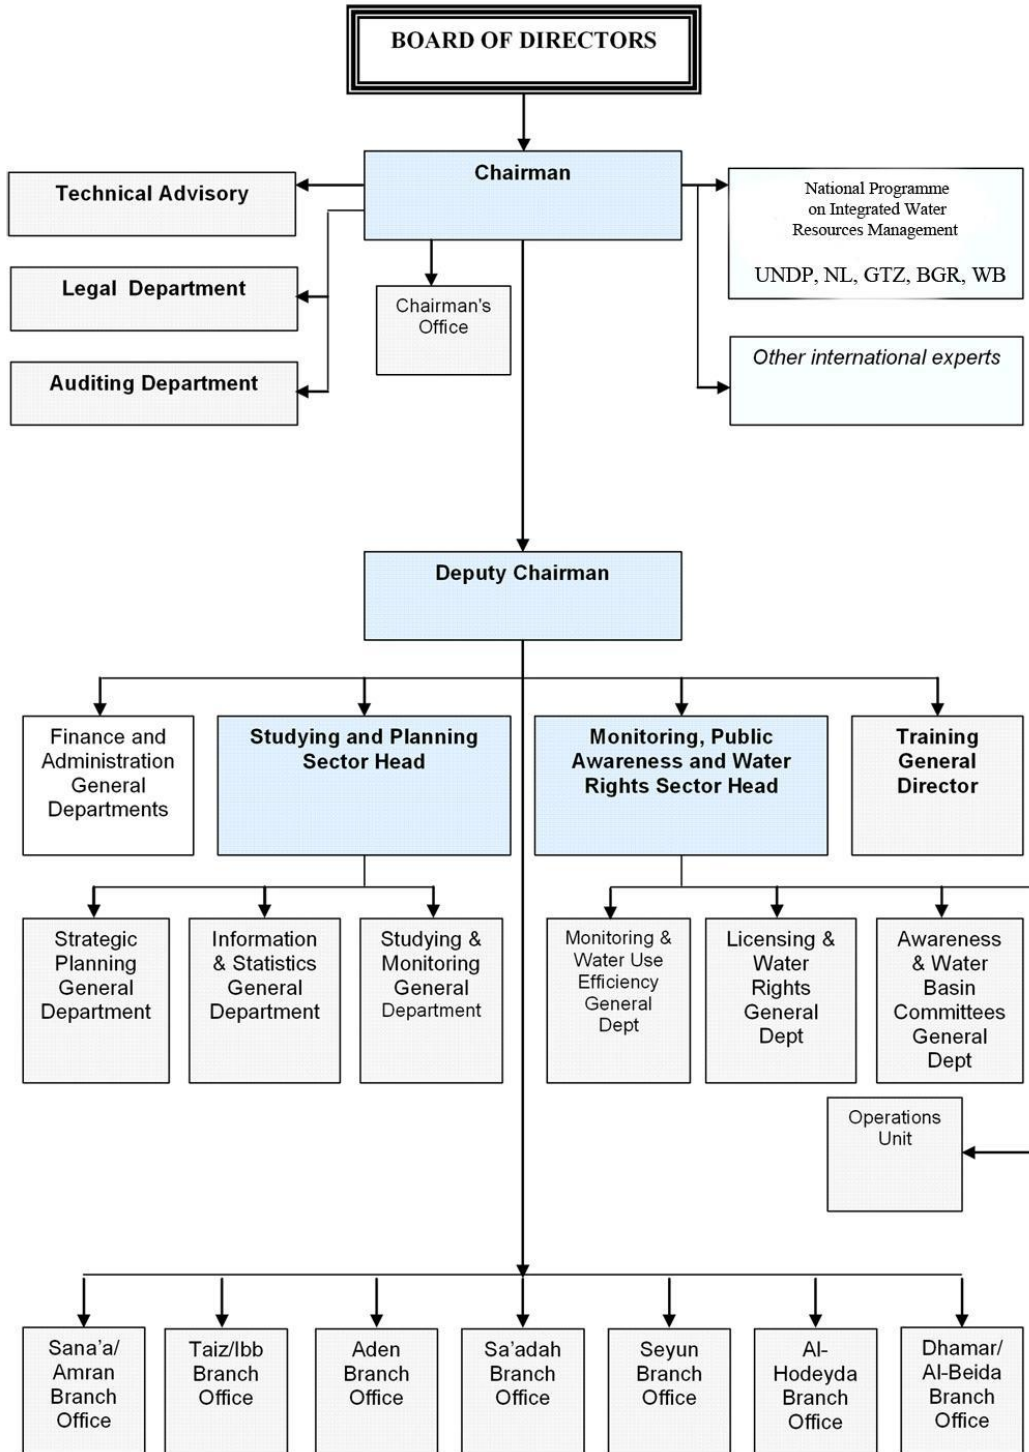 BOARD OF DIRECTORS
Chairman
Technical Advisory
Legal Department
Auditing Department
Chairman's
Office
National Programme
on Integrated Water
Resources Management
UNDP, NL, GTZ, BGR, WB
Other international experts
Deputy Chairman
Finance and
Administration
General
Departments
Studying and Planning
Sector Head
Monitoring, Public
Awareness and Water
Rights Sector Head
Training
General
Director
Strategic
Planning
General
Department
Information
& Statistics
General
Department
Studying &
Monitoring
General
Department
Monitoring &
Water Use
Efficiency
General
Dept
Licensing &
Water
Rights
General
Dept
Awareness
& Water
Basin
Committees
General
Dept
Operations
Unit
Sana'a/
Amran
Branch
Office
Taiz/Ibb
Branch
Office
Aden
Branch
Office
Sa'adah
Branch
Office
Seyun
Branch
Office
Al-
Hodeyda
Branch
Office
Dhamar/
Al-Beida
Branch
Office